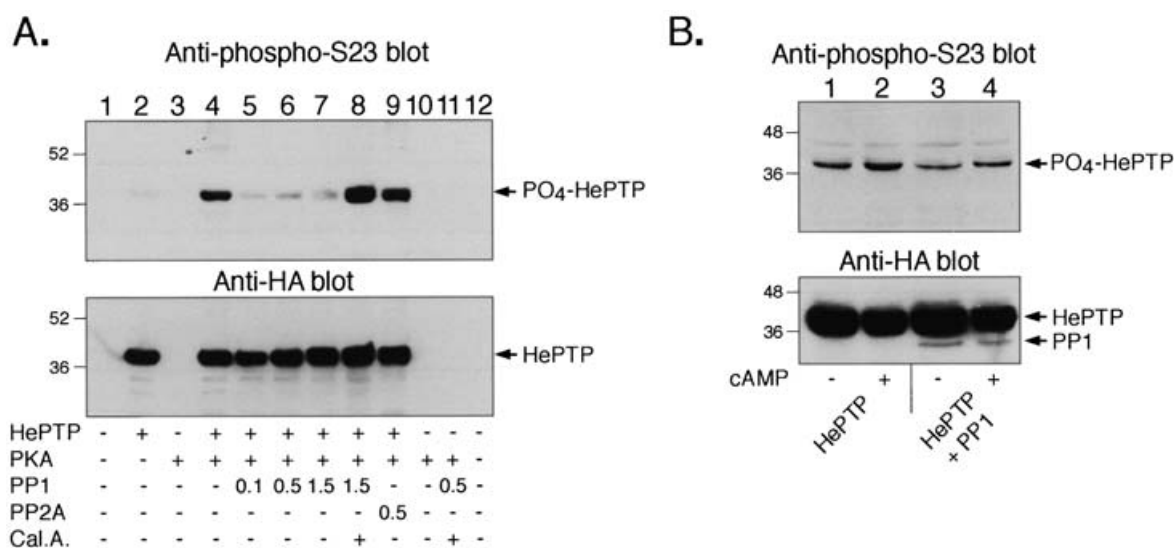 A.
Anti-phospho-S23 blot
1 2 3 4 5 6 7 8 9 10 11 12
52
36
PO4-HePTP
Anti-HA blot
52
36
HePTP
HePTP - + - + + + + + + - - -
PKA - - + + + + + + + + + -
PP1 - - - - 0.1 0.5 1.5 1.5 - - 0.5 -
PP2A - - - - - - - - 0.5 - - -
Cal.A. - - - - - - - + - - + -
B.
Anti-phospho-S23 blot
1 2 3 4
48
36
PO4-HePTP
Anti-HA blot
48
36
HePTP
PP1
cAMP - + - +
HePTP
HePTP
+ PP1